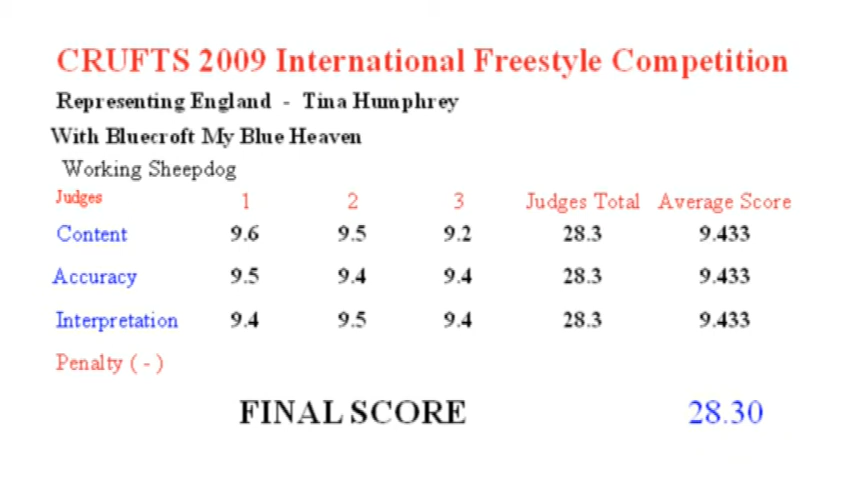 CRUFTS 2009 International Freestyle Competition
Representing England - Tina Humphrey
With Bluecroft My Blue Heaven
Working Sheepdog
Judges 1 2 3 Judges Total Average Score
Content 9.6 9.5 9.2 28.3 9.433
Accuracy 9.5 9.4 9.4 28.3 9.433
Interpretation 9.4 9.5 9.4 28.3 9.433
Penalty ( - )
FINAL SCORE 28.30